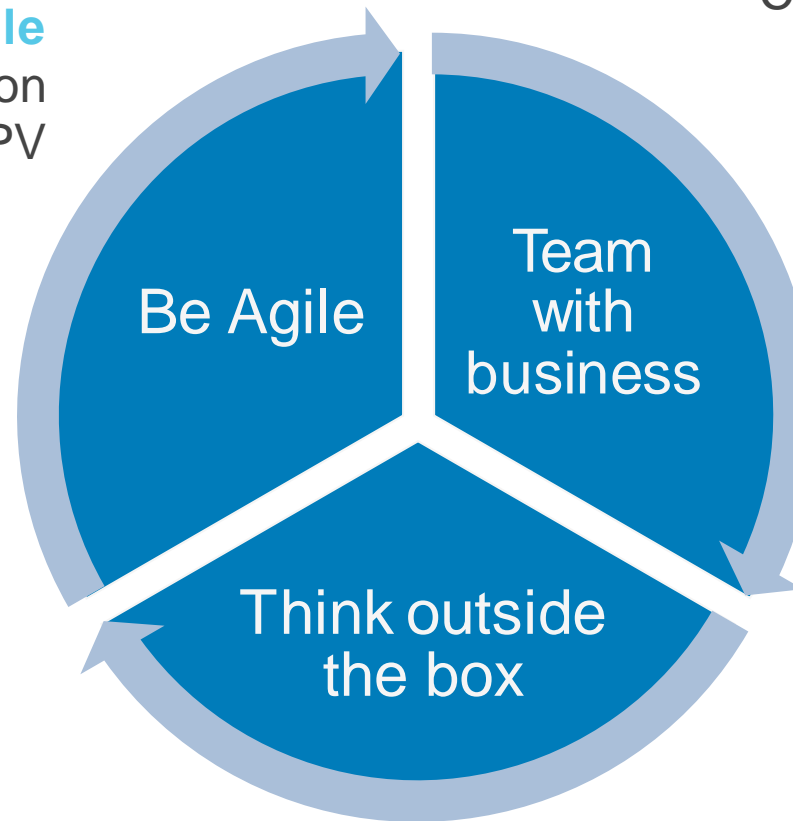 le
on
PV
Be Agile
Team
with
business
Think outside
the box